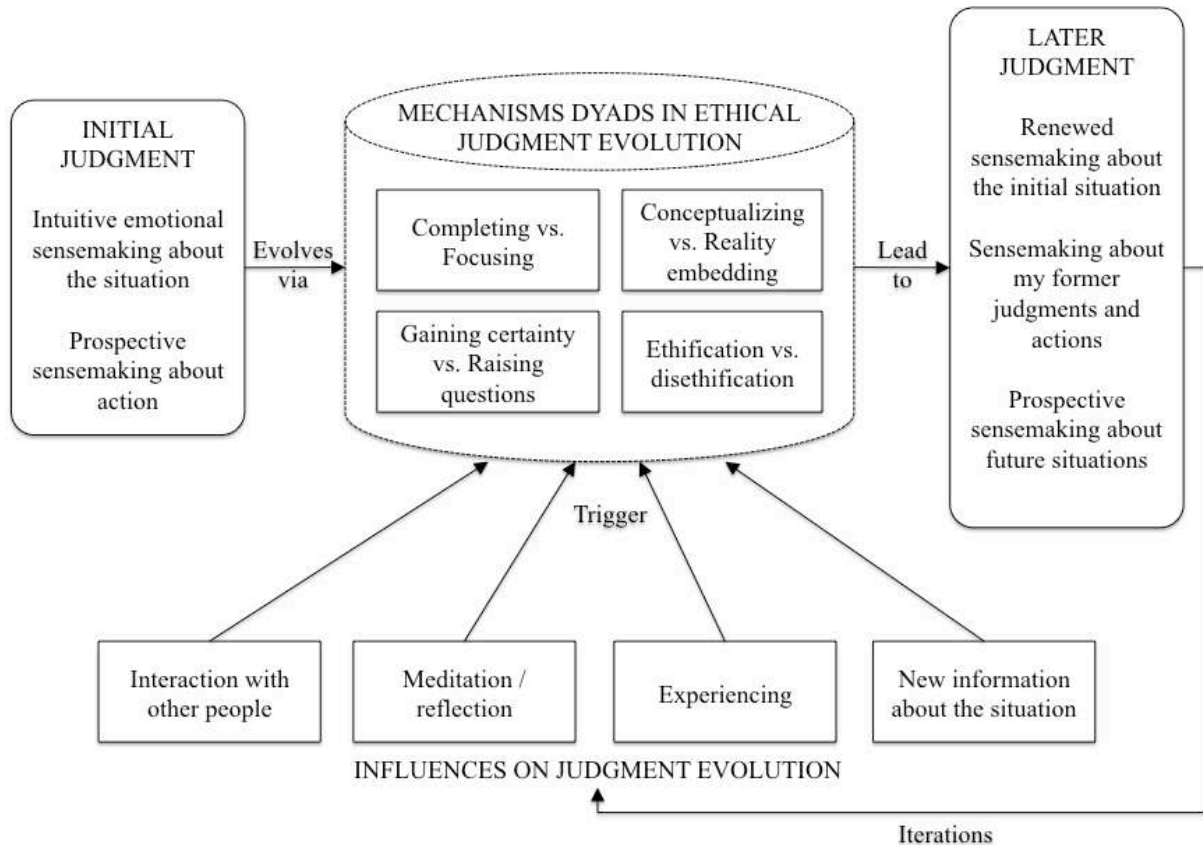 INITIAL
JUDGMENT
Intuitive emotional
sensemaking about
the situation
Prospective
sensemaking about
action
Evolves
via
MECHANISMS DYADS IN ETHICAL
JUDGMENT EVOLUTION
Completing vs.
Focusing
Conceptualizing
vs. Reality
embedding
Gaining certainty
vs. Raising
questions
Ethification vs.
disethification
Lead
to
LATER
JUDGMENT
Renewed
sensemaking about
the initial situation
Sensemaking about
my former
judgments and
actions
Prospective
sensemaking about
future situations
Trigger
Interaction with
other people
Meditation /
reflection
Experiencing
New information
about the situation
INFLUENCES ON JUDGMENT EVOLUTION
Iterations